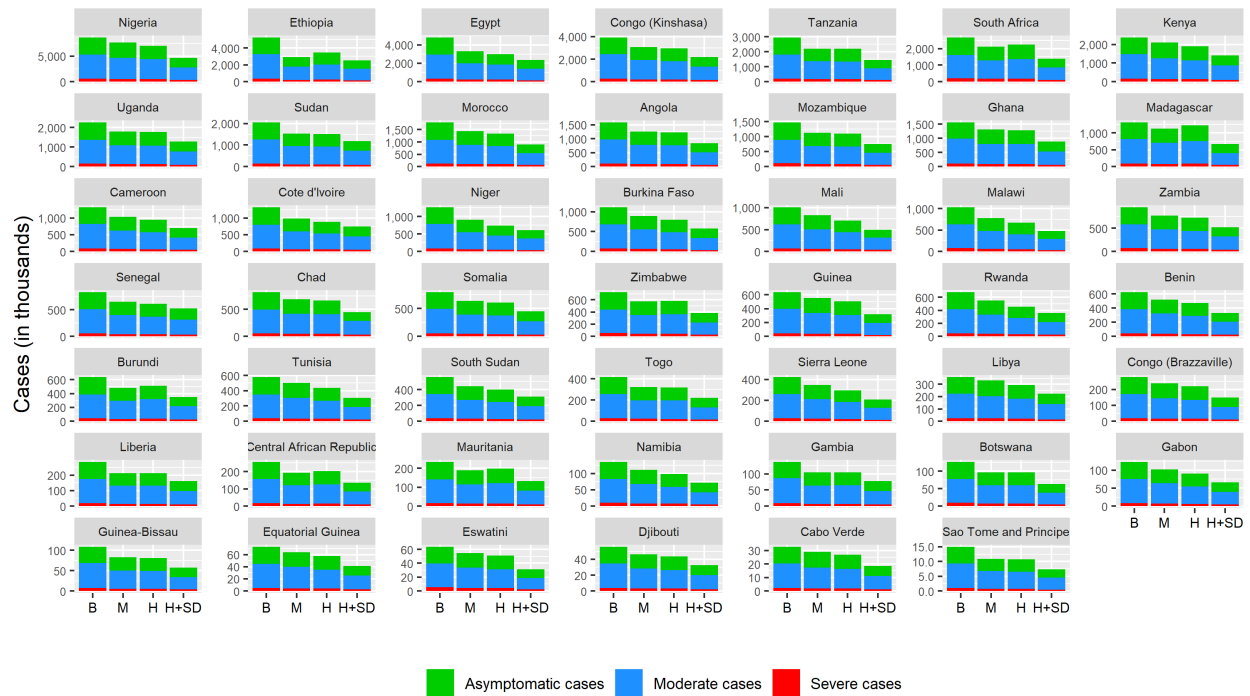 Cases (in thousands)
Nigeria
5,000
0
Ethiopia
4,000
2,000
0
Egypt
4,000
2,000
0
Congo (Kinshasa)
4,000
2,000
0
Tanzania
3,000
2,000
1,000
0
South Africa
2,000
1,000
0
Kenya
2,000
1,000
0
Uganda
2,000
1,000
0
Sudan
2,000
1,000
0
Morocco
1,500
1,000
500
0
Angola
1,500
1,000
500
0
Mozambique
1,500
1,000
500
0
Ghana
1,500
1,000
500
0
Madagascar
1,000
500
0
Cameroon
1,000
500
0
Cote d'Ivoire
1,000
500
0
Niger
1,000
500
0
Burkina Faso
1,000
500
0
Mali
1,000
500
0
Malawi
1,000
500
0
Zambia
500
0
Senegal
500
0
Chad
500
0
Somalia
500
0
Zimbabwe
600
400
200
0
Guinea
600
400
200
0
Rwanda
600
400
200
0
Benin
600
400
200
0
Burundi
600
400
200
0
Tunisia
600
400
200
0
South Sudan
400
200
0
Togo
400
200
0
Sierra Leone
400
200
0
Libya
300
200
100
0
Congo (Brazzaville)
200
100
0
Liberia
200
100
0
Central African Republic
200
100
0
Mauritania
200
100
0
Namibia
100
50
0
Gambia
100
50
0
Botswana
100
50
0
Gabon
100
50
0
B M H H+SD
Guinea-Bissau
100
50
0
B M H H+SD
Equatorial Guinea
60
40
20
0
B M H H+SD
Eswatini
60
40
20
0
B M H H+SD
Djibouti
40
20
0
B M H H+SD
Cabo Verde
30
20
10
0
B M H H+SD
Sao Tome and Principe
15.0
10.0
5.0
0.0
B M H H+SD
Asymptomatic cases Moderate cases Severe cases